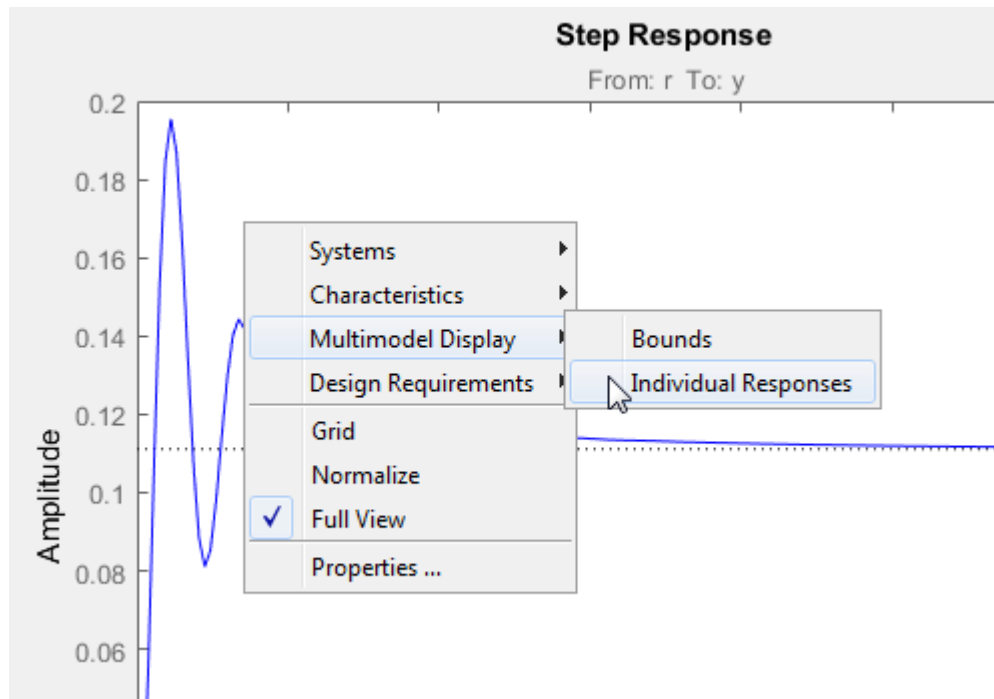 Step Response
From: r To: y
0.2
0.18
0.16
0.14
0.12
0.1
0.08
0.06
Amplitude
Systems
Characteristics
Multimodel Display
Design Requirements
Grid
Normalize
Full View
Properties ...
Bounds
Individual Responses